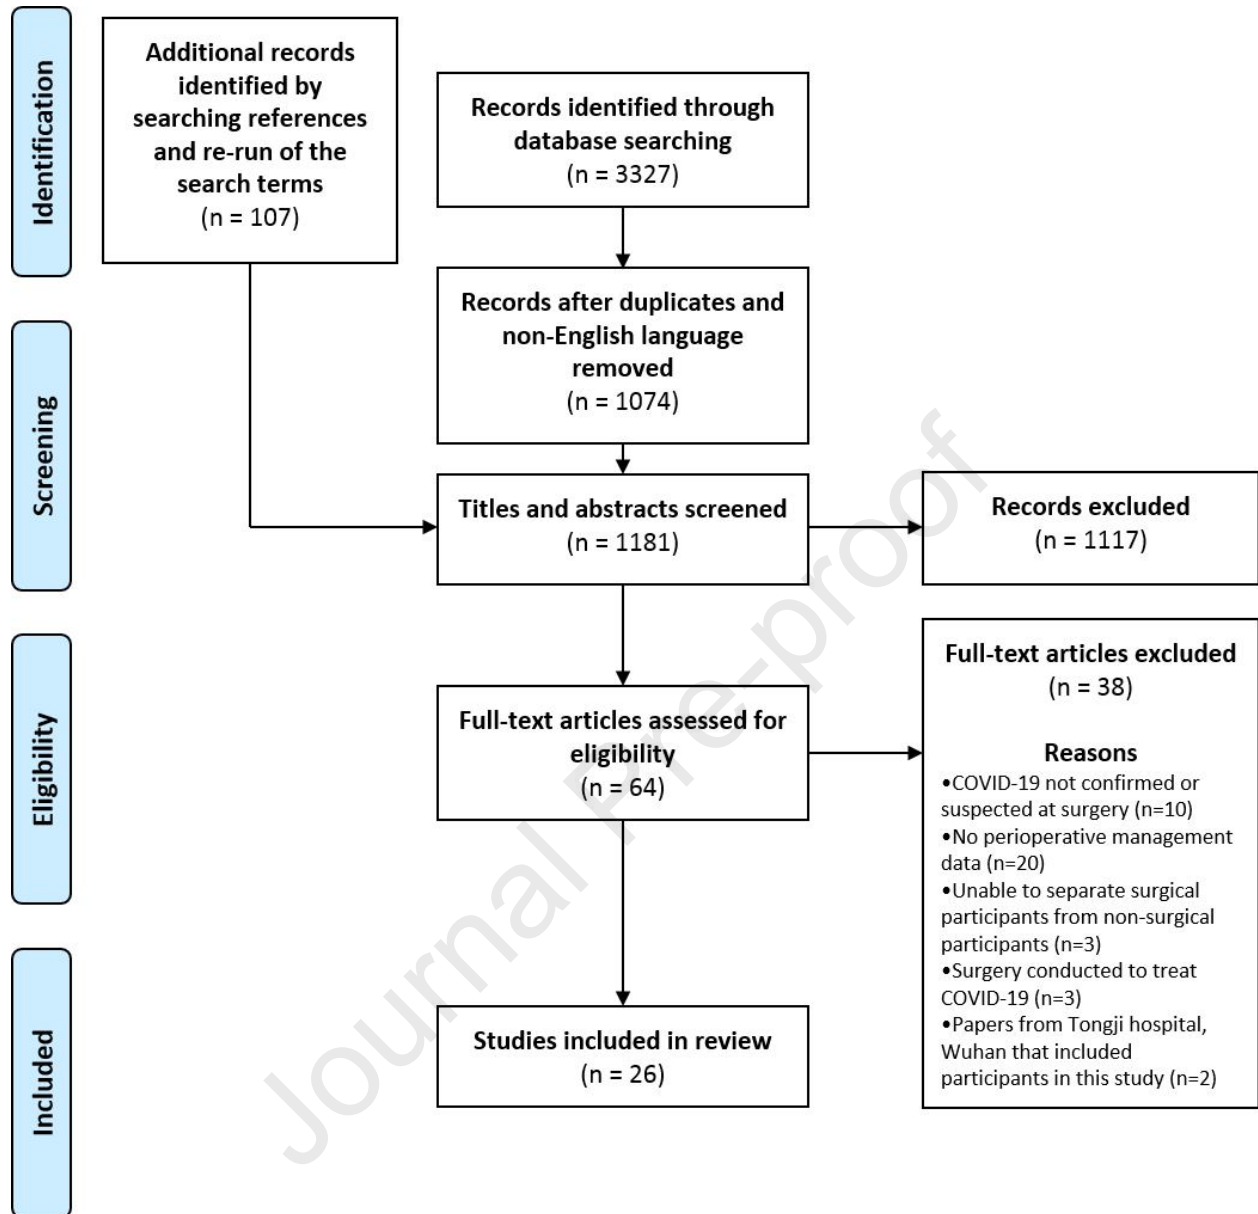 Identification
Additional records
identified by
searching references
and re-run of the
search terms
(n = 107)
Records identified through
database searching
(n = 3327)
Records after duplicates and
non-English language
removed
(n = 1074)
Screening
Titles and abstracts screened
(n = 1181)
Records excluded
(n = 1117)
Eligibility
Full-text articles assessed for
eligibility
(n = 64)
Full-text articles excluded
(n = 38)
Reasons
•COVID-19 not confirmed or
suspected at surgery (n=10)
•No perioperative management
data (n=20)
•Unable to separate surgical
participants from non-surgical
participants (n=3)
•Surgery conducted to treat
COVID-19 (n=3)
•Papers from Tongji hospital,
Wuhan that included
participants in this study (n=2)
Included
Studies included in review
(n = 26)
Journal Pre-proof